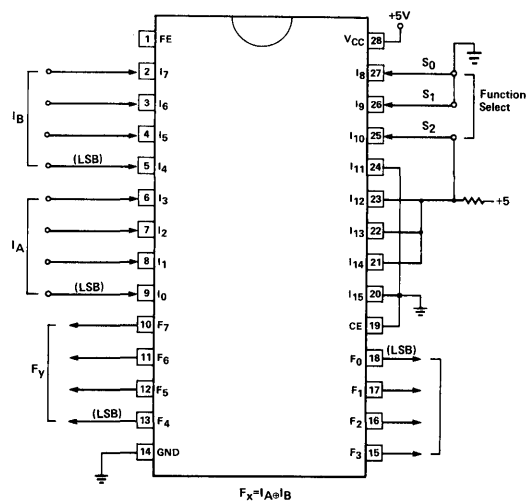 +5V
1 FE VCC 28
2 I7 I8 27 S0
3 I6 I9 26 S1
4 I5 I10 25 S2
(LSB) 5 I4 I11 24
6 I3 I12 23 +5
7 I2 I13 22
8 I1 I14 21
(LSB) 9 I0 I15 20
10 F7 CE 19
11 F6 F0 18 (LSB)
12 F5 F1 17
(LSB) 13 F4 F2 16
14 GND F3 15
IB
IA
Fy
Function
Select
Fx=IA⊕IB